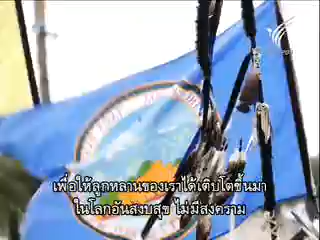 เพื่อให้ลูกหลานของเราได้เติบโตขึ้นมา
ในโลกอันสงบสุข ไม่มีสงคราม